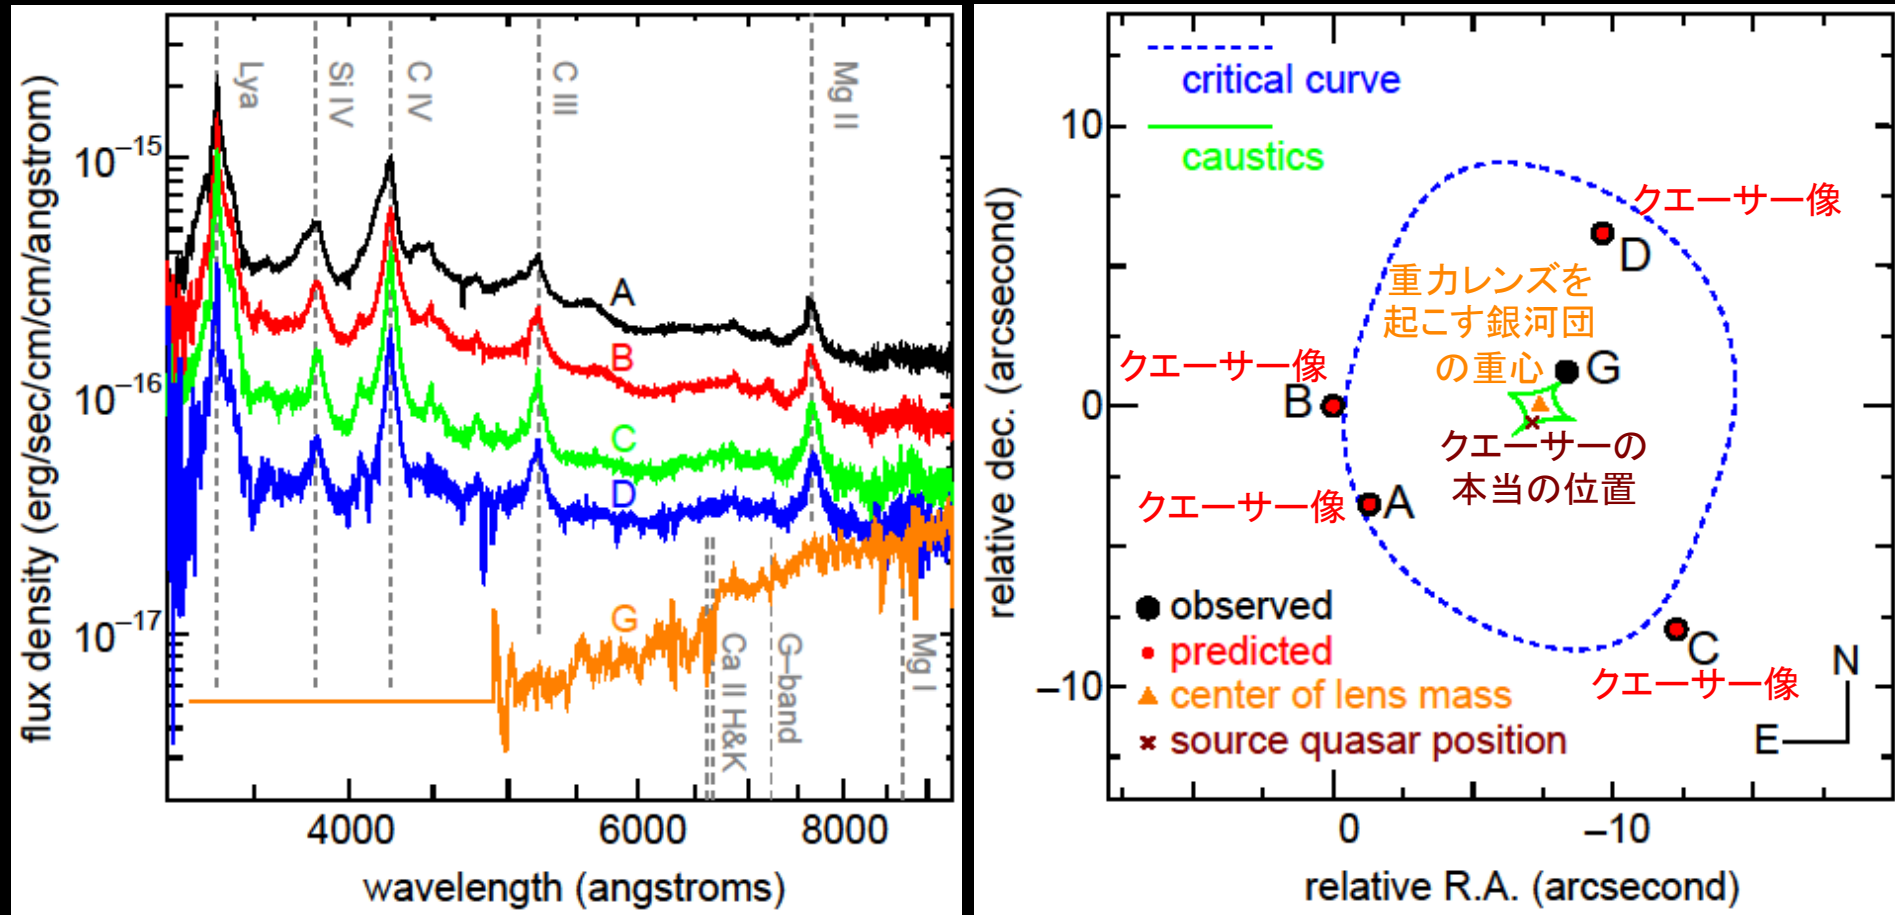 flux density (erg/sec/cm/cm/angstrom)
10⁻¹⁵
10⁻¹⁶
10⁻¹⁷
Lya
Si IV
C IV
C III
Mg II
A
B
C
D
G
Ca II H&K
G-band
Mg I
4000
6000
8000
wavelength (angstroms)
relative dec. (arcsecond)
10
0
−10
critical curve
caustics
クエーサー像
D
重力レンズを
起こす銀河団
の重心
G
クエーサー像
B
クエーサーの
本当の位置
クエーサー像
A
C
クエーサー像
observed
predicted
center of lens mass
source quasar position
N
E
0
−10
relative R.A. (arcsecond)